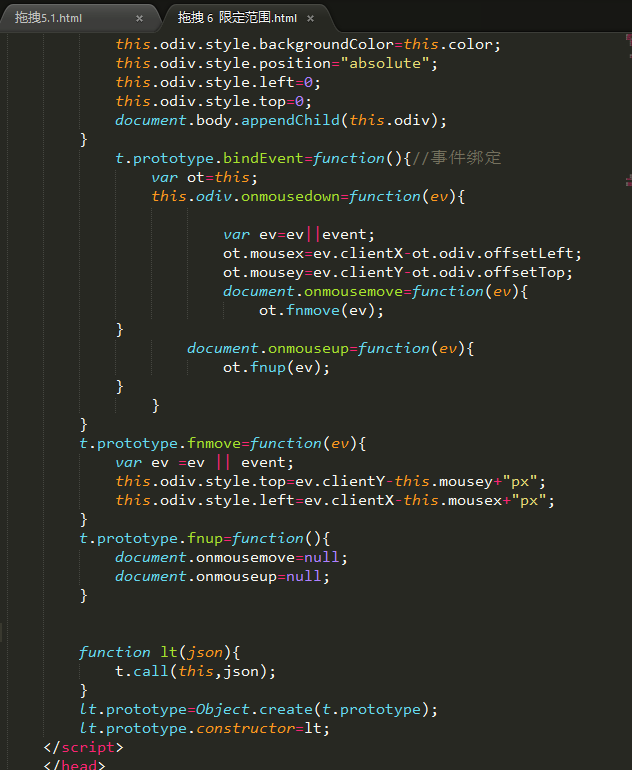 拖拽5.1.html × 拖拽 6 限定范围.html ×
this.odiv.style.backgroundColor=this.color;
this.odiv.style.position="absolute";
this.odiv.style.left=0;
this.odiv.style.top=0;
document.body.appendChild(this.odiv);
}
t.prototype.bindEvent=function(){//事件绑定
var ot=this;
this.odiv.onmousedown=function(ev){
var ev=ev||event;
ot.mousex=ev.clientX-ot.odiv.offsetLeft;
ot.mousey=ev.clientY-ot.odiv.offsetTop;
document.onmousemove=function(ev){
ot.fnmove(ev);
}
document.onmouseup=function(ev){
ot.fnup(ev);
}
}
}
t.prototype.fnmove=function(ev){
var ev =ev || event;
this.odiv.style.top=ev.clientY-this.mousey+"px";
this.odiv.style.left=ev.clientX-this.mousex+"px";
}
t.prototype.fnup=function(){
document.onmousemove=null;
document.onmouseup=null;
}
function lt(json){
t.call(this,json);
}
lt.prototype=Object.create(t.prototype);
lt.prototype.constructor=lt;
</script>
</head>